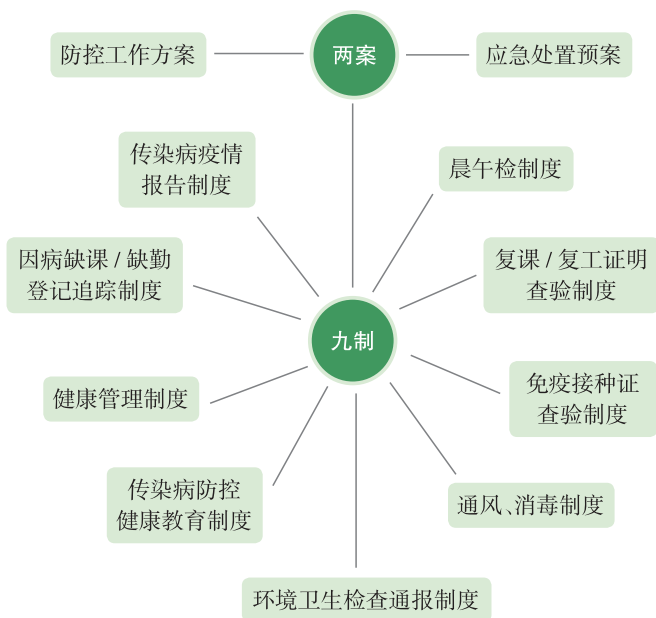 防控工作方案
两案
应急处置预案
传染病疫情
报告制度
晨午检制度
因病缺课 / 缺勤
登记追踪制度
复课 / 复工证明
查验制度
九制
健康管理制度
免疫接种证
查验制度
传染病防控
健康教育制度
通风、消毒制度
环境卫生检查通报制度